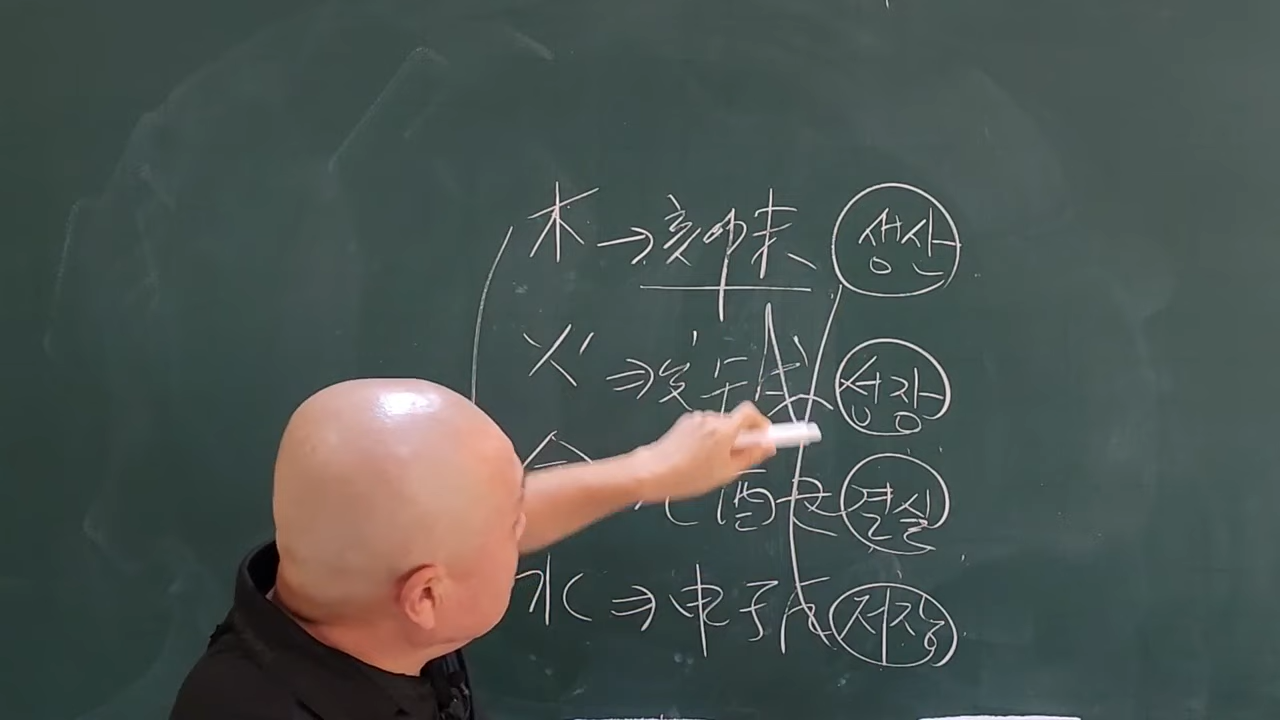 木 → 亥卯未 생산
火 ⇒ 寅午戌 성장
金 酉丑 결실
水 ⇒ 申子辰 저장